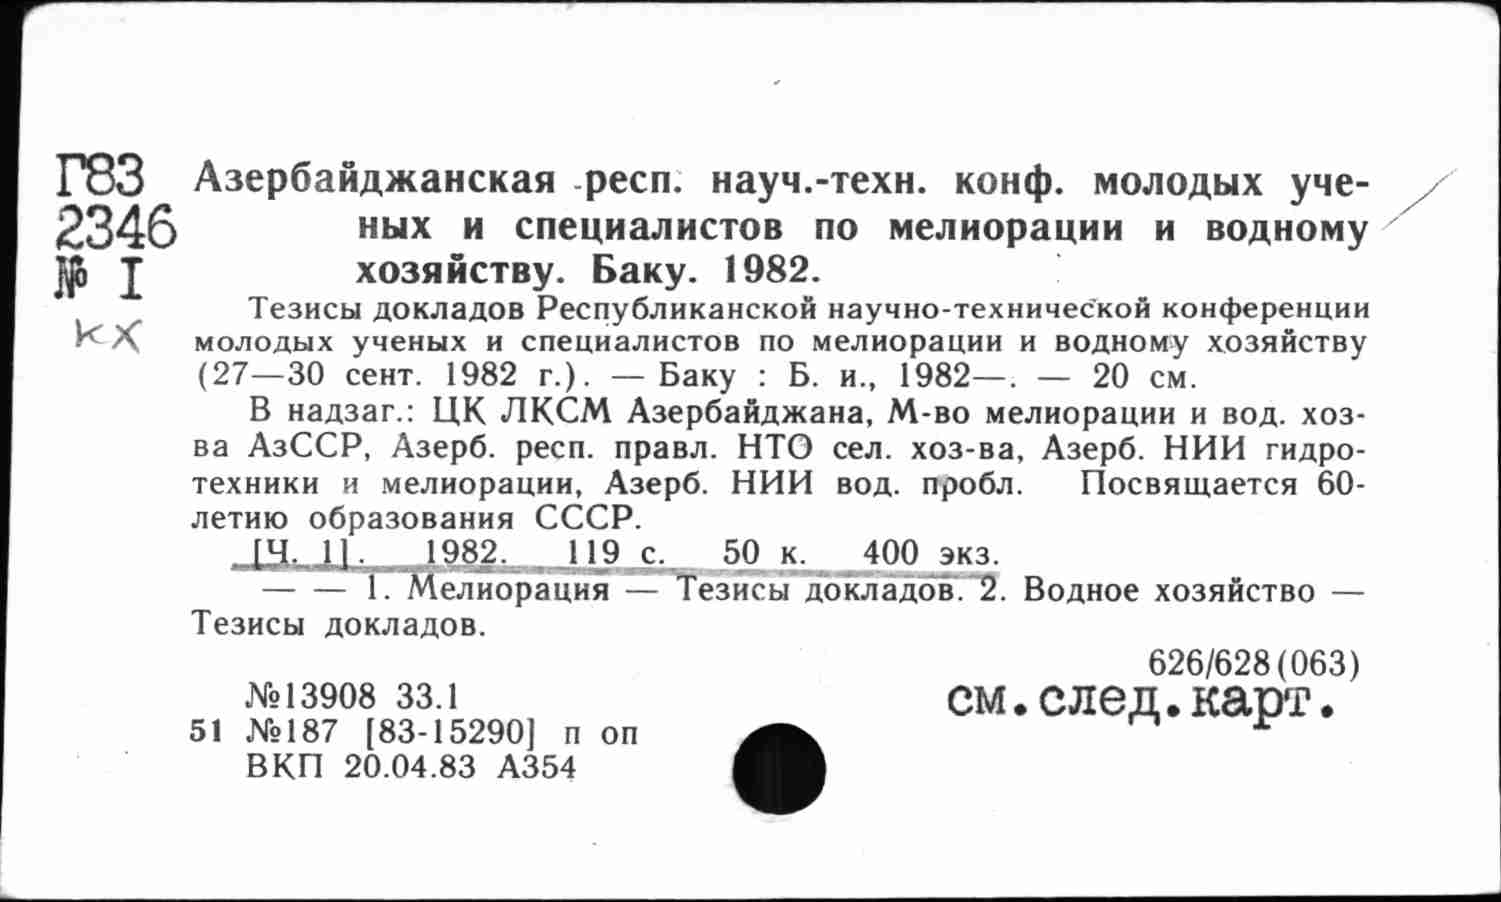 Г83 Азербайджанская респ. науч.-техн. конф. молодых уче-
2346 ных и специалистов по мелиорации и водному
№ I хозяйству. Баку. 1982.
Тезисы докладов Республиканской научно-технической конференции
кх молодых ученых и специалистов по мелиорации и водному хозяйству
(27—30 сент. 1982 г.). — Баку : Б. и., 1982—. — 20 см.
В надзаг.: ЦК ЛКСМ Азербайджана, М-во мелиорации и вод. хоз-
ва АзССР, Азерб. респ. правл. НТО сел. хоз-ва, Азерб. НИИ гидро-
техники и мелиорации, Азерб. НИИ вод. пробл. Посвящается 60-
летию образования СССР.
[Ч. 1]. 1982. 119 с. 50 к. 400 экз.
— — 1. Мелиорация — Тезисы докладов. 2. Водное хозяйство —
Тезисы докладов.
626/628(063)
№13908 33.1 см.след.карт.
51 №187 [83-15290] п оп
ВКП 20.04.83 А354